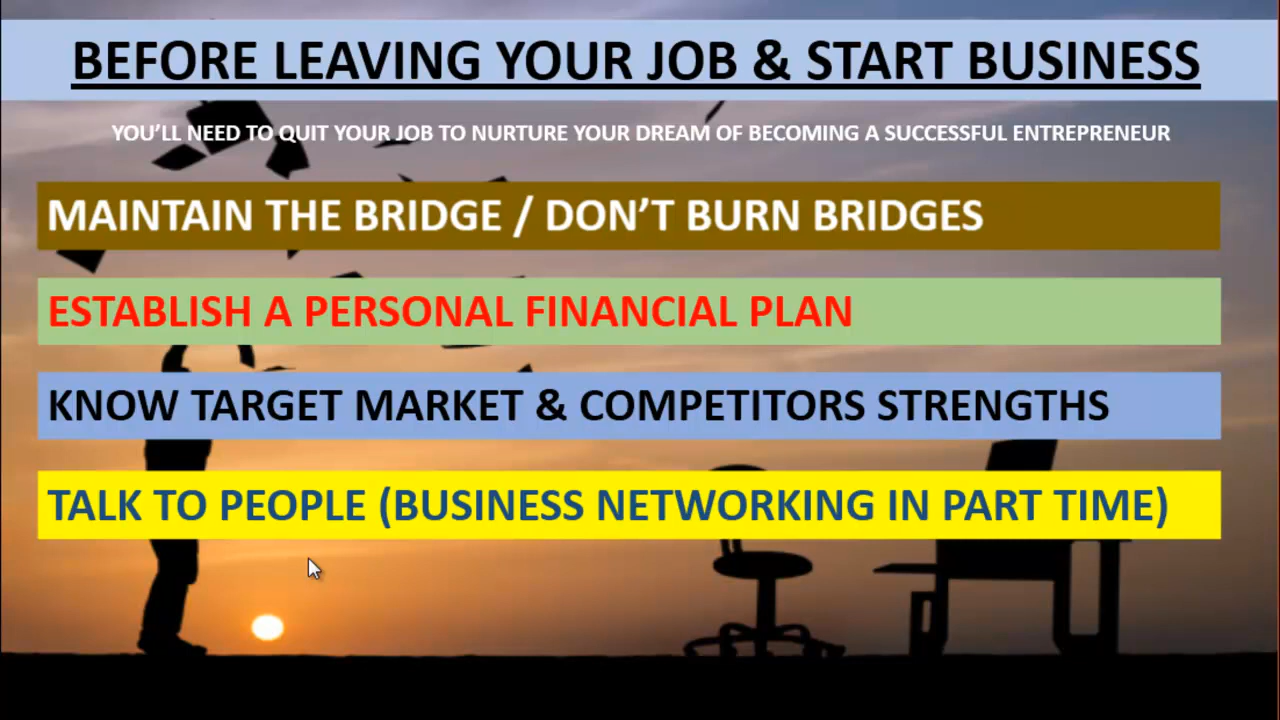 BEFORE LEAVING YOUR JOB & START BUSINESS
YOU'LL NEED TO QUIT YOUR JOB TO NURTURE YOUR DREAM OF BECOMING A SUCCESSFUL ENTREPRENEUR
MAINTAIN THE BRIDGE / DON'T BURN BRIDGES
ESTABLISH A PERSONAL FINANCIAL PLAN
KNOW TARGET MARKET & COMPETITORS STRENGTHS
TALK TO PEOPLE (BUSINESS NETWORKING IN PART TIME)